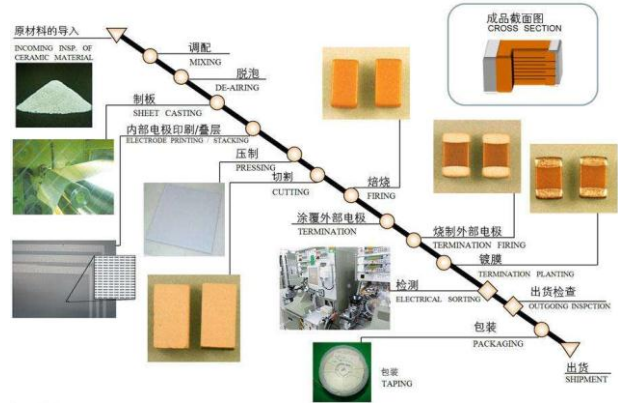 原材料的导入
INCOMING INSP. OF
CERAMIC MATERIAL
调配
MIXING
脱泡
DE-AIRING
制板
SHEET CASTING
内部电极印刷/叠层
ELECTRODE PRINTING / STACKING
压制
PRESSING
切割
CUTTING
焙烧
FIRING
涂覆外部电极
TERMINATION
烧制外部电极
TERMINATION FIRING
镀膜
TERMINATION PLANTING
检测
ELECTRICAL SORTING
出货检查
OUTGOING INSPCTION
包装
PACKAGING
包装
TAPING
出货
SHIPMENT
成品截面图
CROSS SECTION